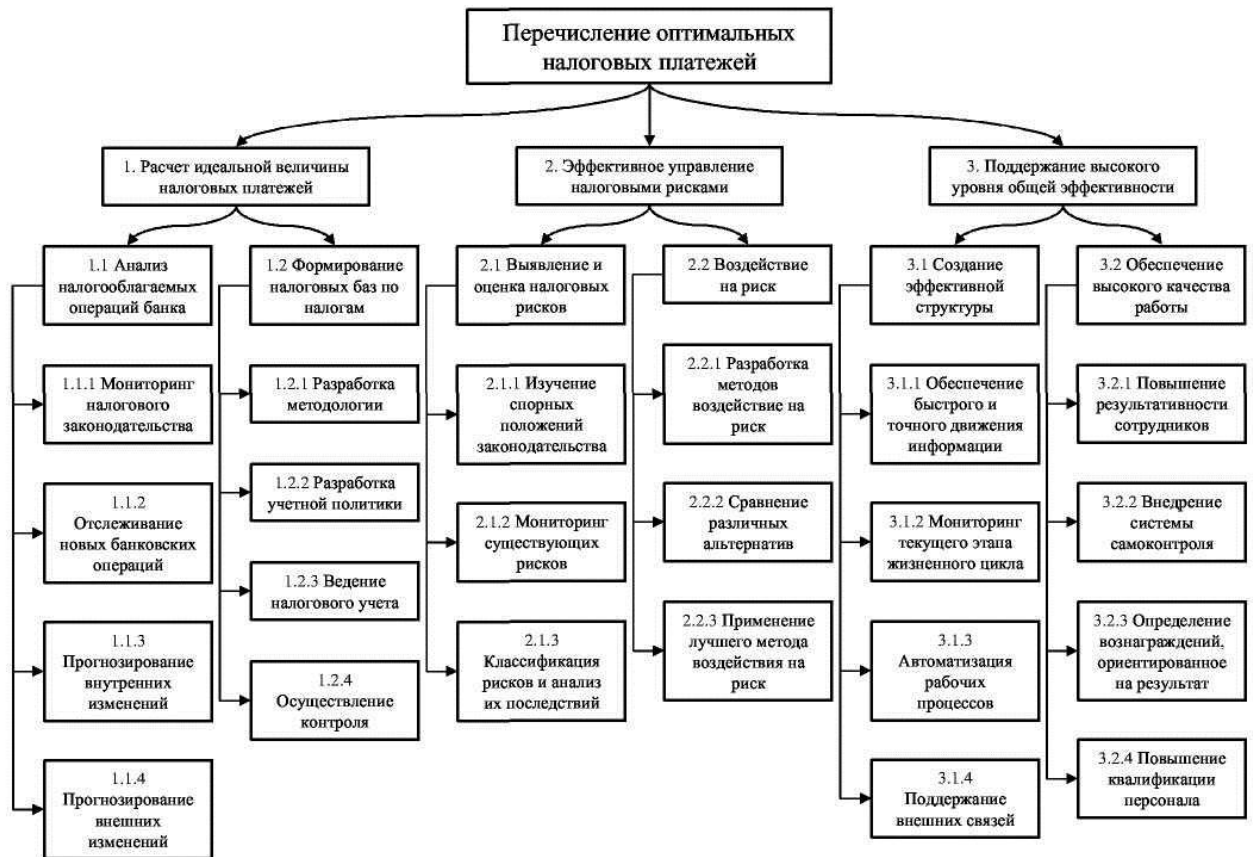 Перечисление оптимальных
налоговых платежей
1. Расчет идеальной величины
налоговых платежей
2. Эффективное управление
налоговыми рисками
3. Поддержание высокого
уровня общей эффективности
1.1 Анализ
налогооблагаемых
операций банка
1.2 Формирование
налоговых баз по
налогам
2.1 Выявление и
оценка налоговых
рисков
2.2 Воздействие
на риск
3.1 Создание
эффективной
структуры
3.2 Обеспечение
высокого качества
работы
1.1.1 Мониторинг
налогового
законодательства
1.2.1 Разработка
методологии
2.1.1 Изучение
спорных
положений
законодательства
2.2.1 Разработка
методов
воздействие на
риск
3.1.1 Обеспечение
быстрого и
точного движения
информации
3.2.1 Повышение
результативности
сотрудников
1.1.2
Отслеживание
новых банковских
операций
1.2.2 Разработка
учетной политики
2.1.2 Мониторинг
существующих
рисков
2.2.2 Сравнение
различных
альтернатив
3.1.2 Мониторинг
текущего этапа
жизненного цикла
3.2.2 Внедрение
системы
самоконтроля
1.1.3
Прогнозирование
внутренних
изменений
1.2.3 Ведение
налогового учета
2.1.3
Классификация
рисков и анализ
их последствий
2.2.3 Применение
лучшего метода
воздействия на
риск
3.1.3
Автоматизация
рабочих
процессов
3.2.3 Определение
вознаграждений,
ориентированное
на результат
1.1.4
Прогнозирование
внешних
изменений
1.2.4
Осуществление
контроля
3.1.4
Поддержание
внешних связей
3.2.4 Повышение
квалификации
персонала